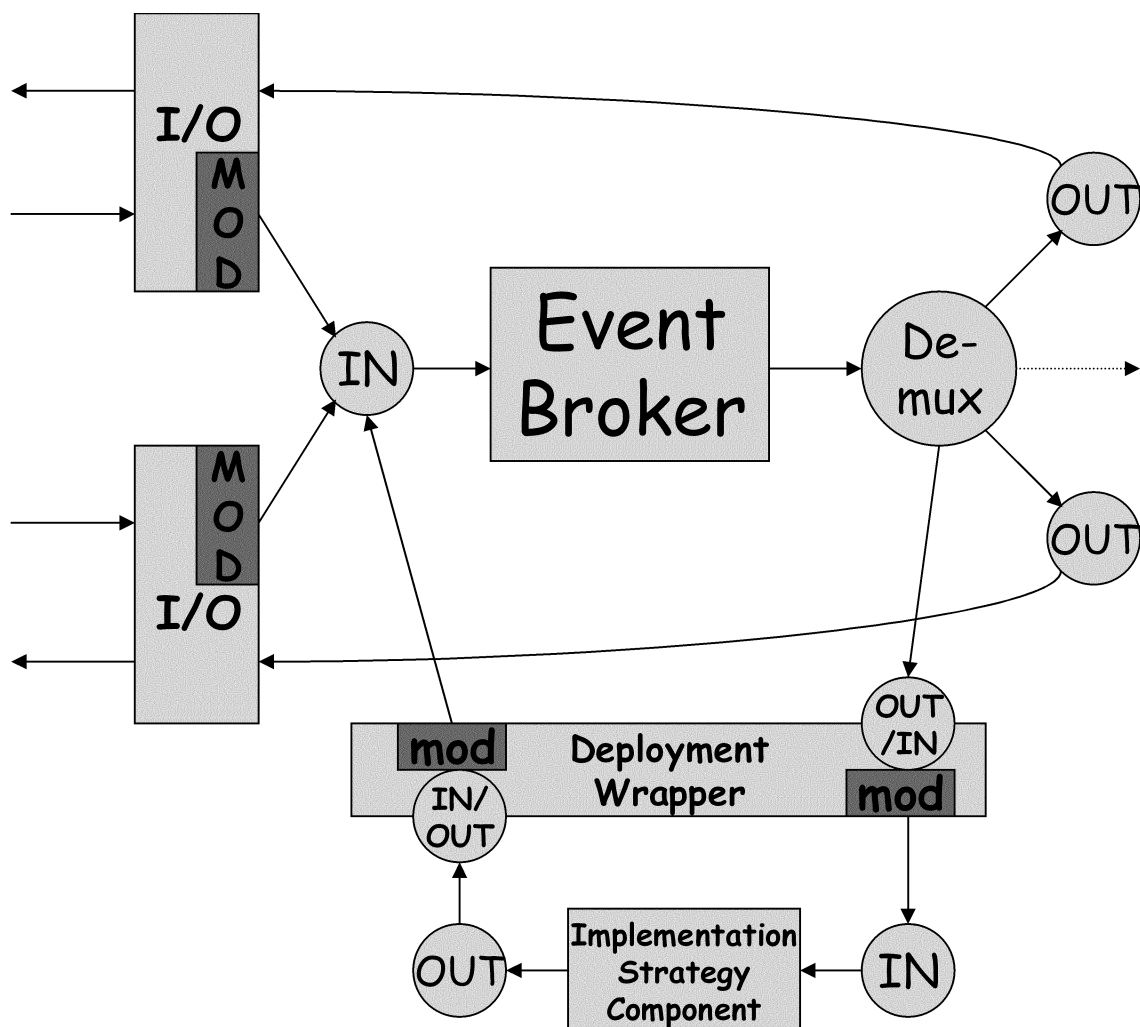 I/O
M
O
D
OUT
IN
Event
Broker
De-
mux
M
O
D
I/O
OUT
OUT
/IN
mod
Deployment
Wrapper
mod
IN/
OUT
OUT
Implementation
Strategy
Component
IN